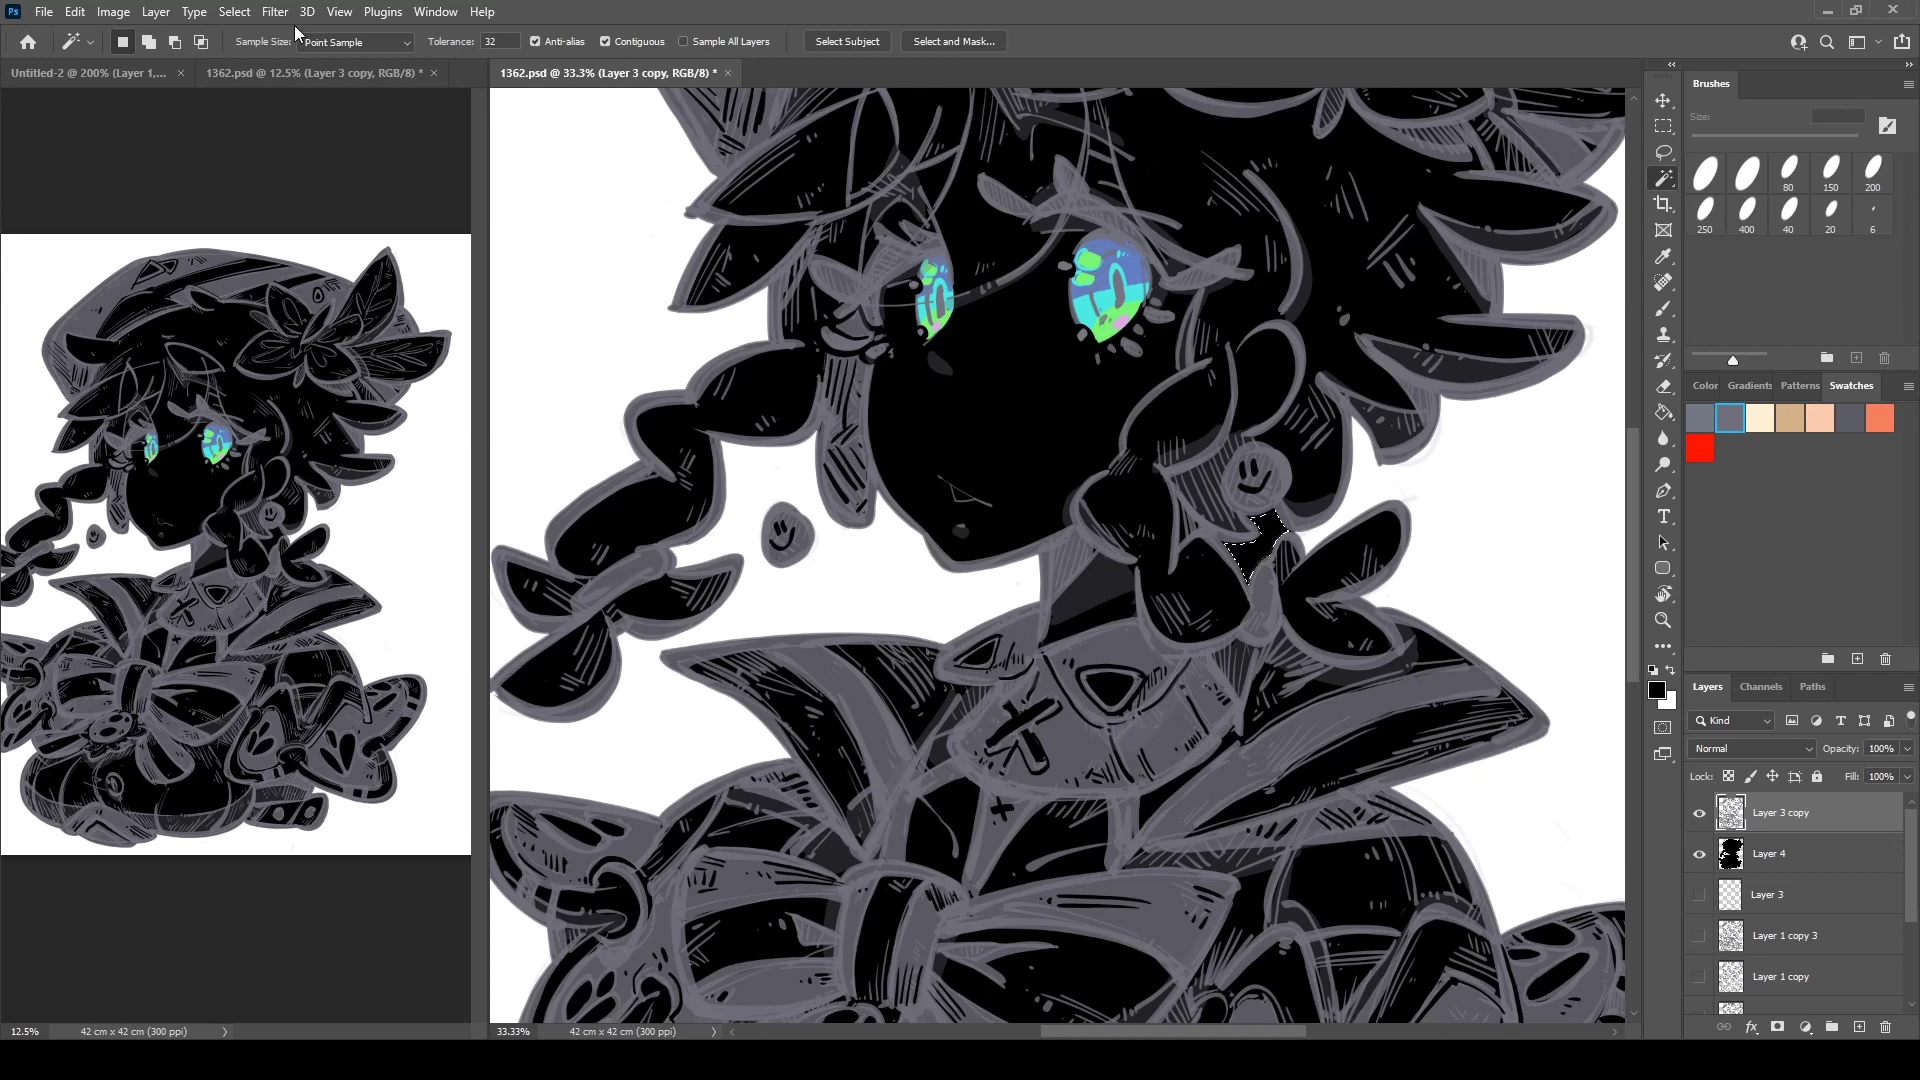 Ps File Edit Image Layer Type Select Filter 3D View Plugins Window Help
Sample Size: Point Sample Tolerance: 32 Anti-alias Contiguous Sample All Layers Select Subject Select and Mask...
Untitled-2 @ 200% (Layer 1,... × 1362.psd @ 12.5% (Layer 3 copy, RGB/8) * × 1362.psd @ 33.3% (Layer 3 copy, RGB/8) * ×
Brushes
Size:
80 150 200
250 400 40 20 6
Color Gradients Patterns Swatches
Layers Channels Paths
Kind
Normal Opacity: 100%
Lock: Fill: 100%
Layer 3 copy
Layer 4
Layer 3
Layer 1 copy 3
Layer 1 copy
12.5% 42 cm x 42 cm (300 ppi) 33.33% 42 cm x 42 cm (300 ppi)